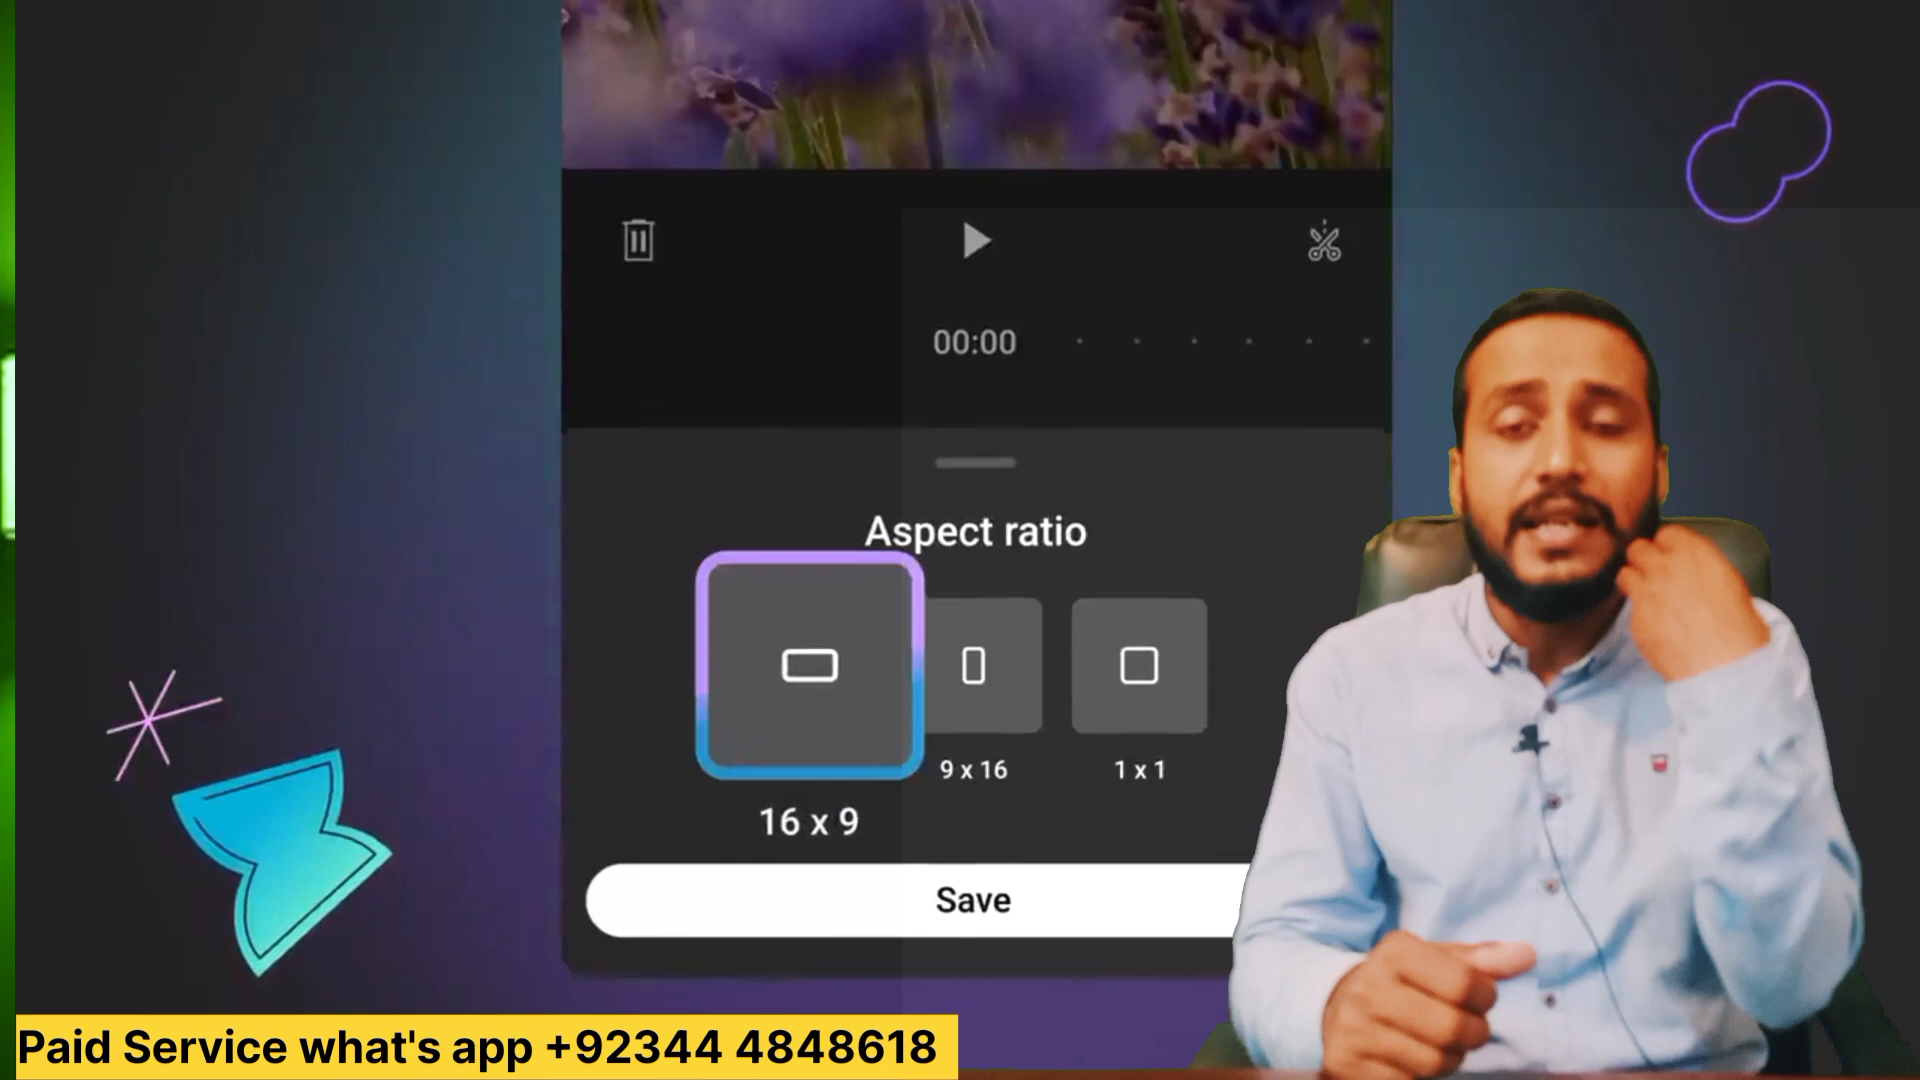 00:00
Aspect ratio
9 x 16
1 x 1
16 x 9
Save
Paid Service what's app +92344 4848618